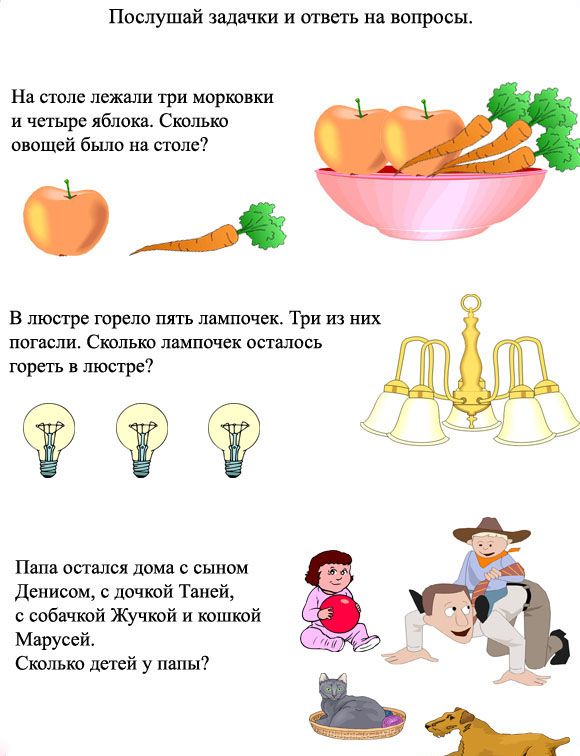 Послушай задачки и ответь на вопросы.
На столе лежали три морковки
и четыре яблока. Сколько
овощей было на столе?
В люстре горело пять лампочек. Три из них
погасли. Сколько лампочек осталось
гореть в люстре?
Папа остался дома с сыном
Денисом, с дочкой Таней,
с собачкой Жучкой и кошкой
Марусей.
Сколько детей у папы?